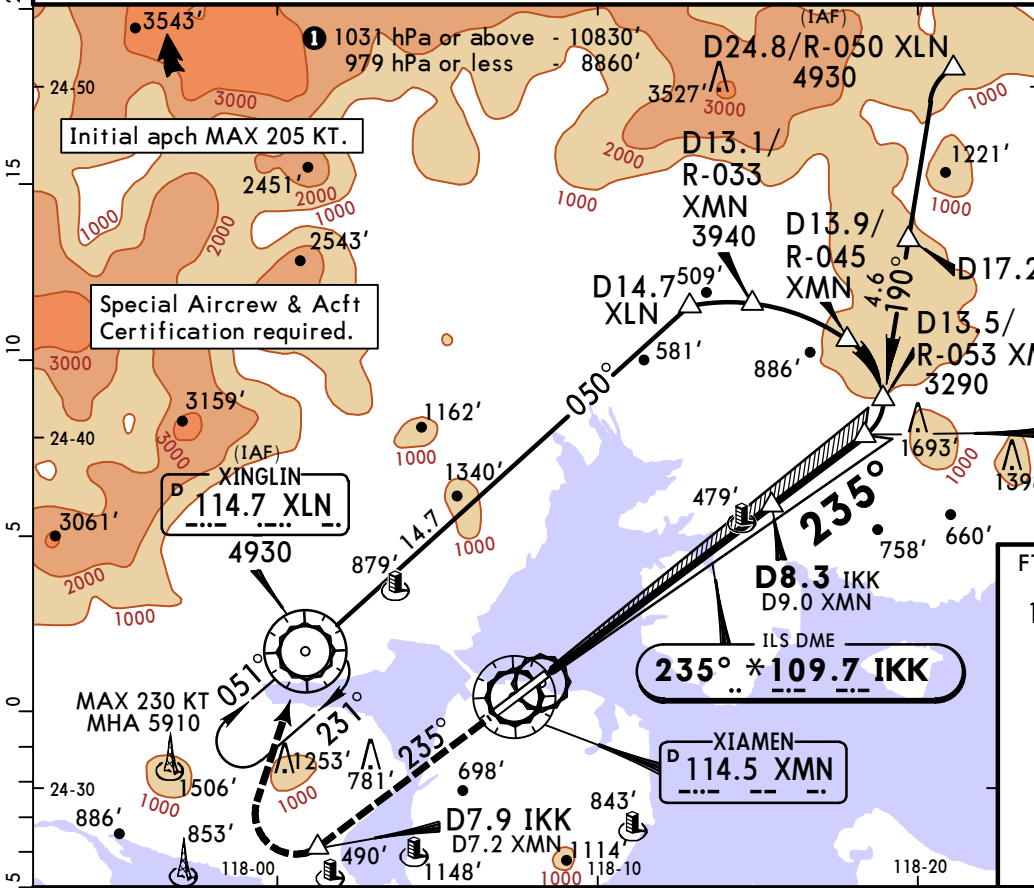 3543′
❶ 1031 hPa or above - 10830′
979 hPa or less - 8860′
(IAF)
D24.8/R-050 XLN
4930
24-50
3000
3527′
3000
1000
Initial apch MAX 205 KT.
2000
D13.1/
R-033
XMN
3940
1221′
1000
15
2451′
2000
1000
1000
1000
2000
2543′
D13.9/
R-045
XMN
D17.2
4.6
190°
D14.7
XLN
509′
Special Aircrew & Acft
Certification required.
D13.5/
R-053 XM
3290
10
3000
581′
886′
050°
3159′
3000
1162′
1000
24-40
1693′
1000
139
(IAF)
XINGLIN
D 114.7 XLN
4930
1340′
1000
14.7
235°
479′
758′
660′
3061′
5
2000
1000
879′
D8.3 IKK
D9.0 XMN
F
1
ILS DME
235° *109.7 IKK
051°
231°
MAX 230 KT
MHA 5910
0
235°
XIAMEN
D 114.5 XMN
1253′
1000
781′
1506′
1000
698′
24-30
886′
853′
D7.9 IKK
D7.2 XMN
843′
490′
1148′
1114′
1000
5
118-00
118-10
118-20